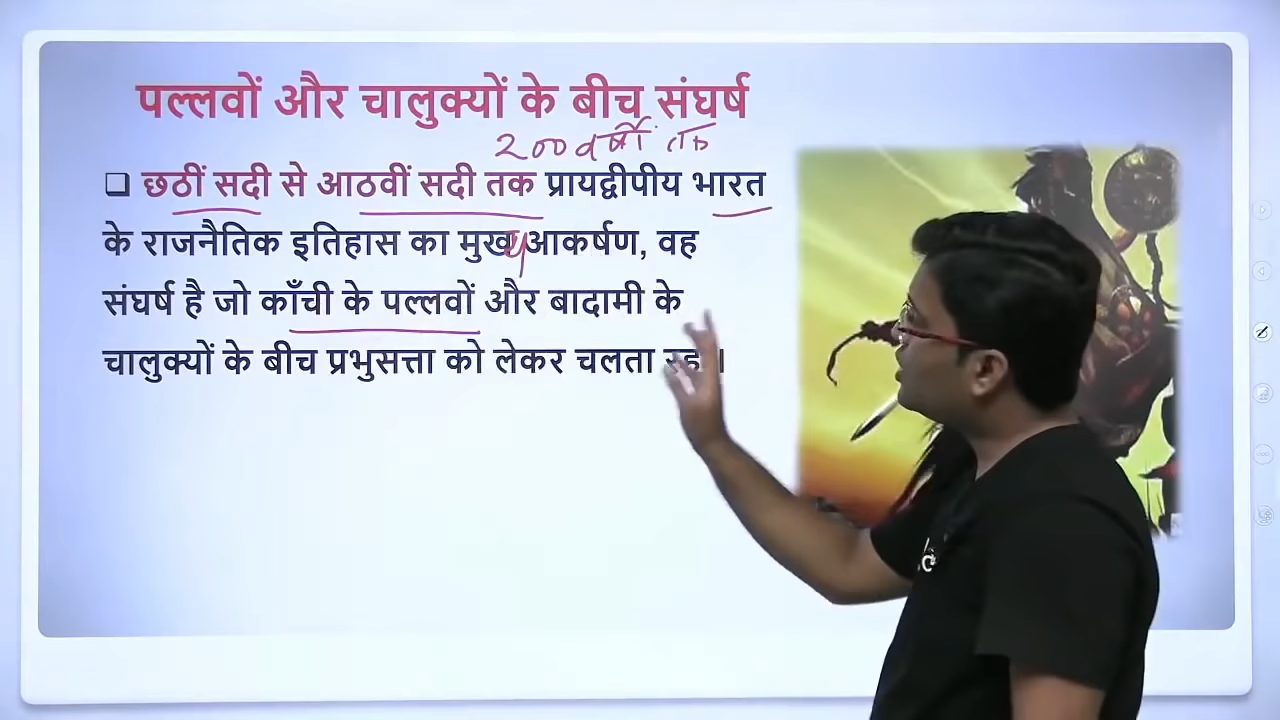 पल्लवों और चालुक्यों के बीच संघर्ष
200 वर्षों तक
❑ छठीं सदी से आठवीं सदी तक प्रायद्वीपीय भारत
के राजनैतिक इतिहास का मुख्य आकर्षण, वह
संघर्ष है जो काँची के पल्लवों और बादामी के
चालुक्यों के बीच प्रभुसत्ता को लेकर चलता